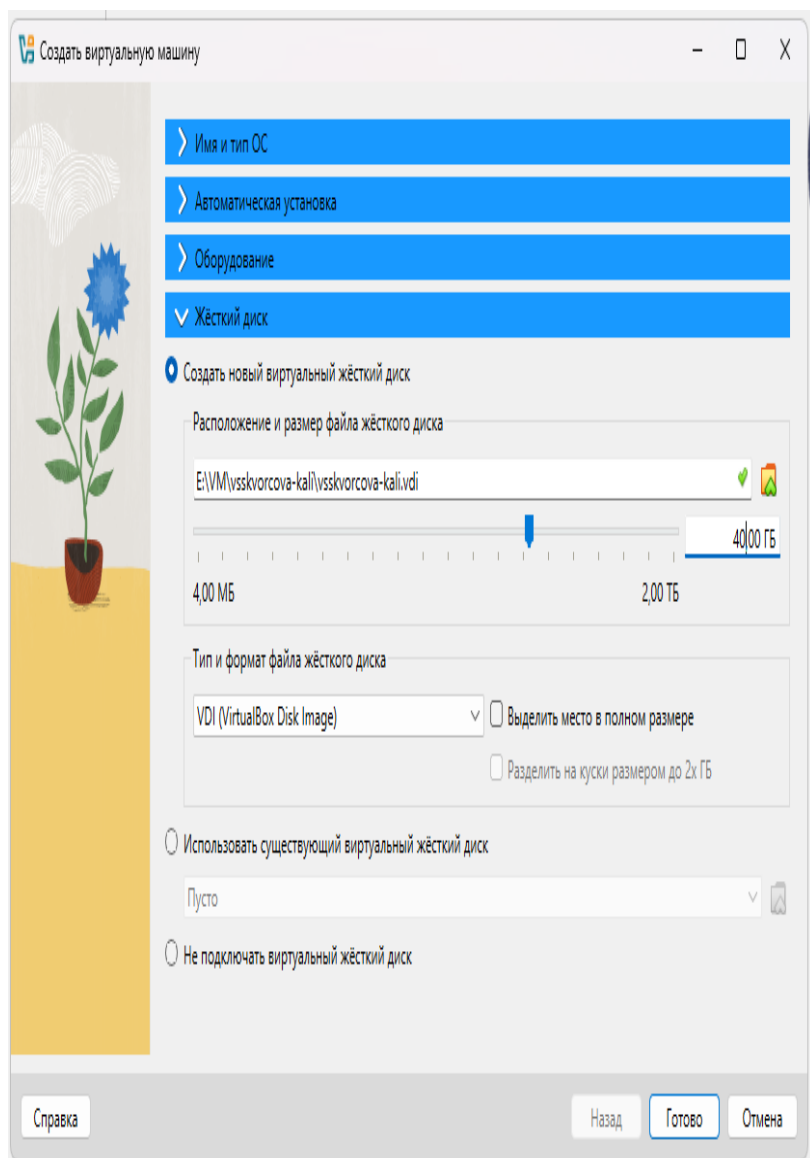 Создать виртуальную машину
Имя и тип ОС
Автоматическая установка
Оборудование
Жёсткий диск
Создать новый виртуальный жёсткий диск
Расположение и размер файла жёсткого диска
E:\VM\vsskvorcova-kali\vsskvorcova-kali.vdi
40,00 ГБ
4,00 МБ 2,00 ТБ
Тип и формат файла жёсткого диска
VDI (VirtualBox Disk Image) Выделить место в полном размере
Разделить на куски размером до 2х ГБ
Использовать существующий виртуальный жёсткий диск
Пусто
Не подключать виртуальный жёсткий диск
Справка Назад Готово Отмена